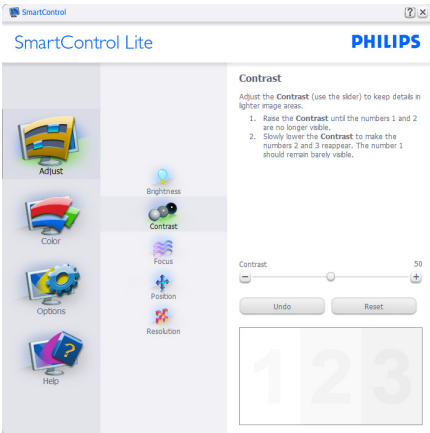 SmartControl
SmartControl Lite
PHILIPS
Adjust
Color
Options
Help
Brightness
Contrast
Focus
Position
Resolution
Contrast
Adjust the Contrast (use the slider) to keep details in
lighter image areas.
1. Raise the Contrast until the numbers 1 and 2
are no longer visible.
2. Slowly lower the Contrast to make the
numbers 2 and 3 reappear. The number 1
should remain barely visible.
Contrast 50
Undo Reset
1 2 3